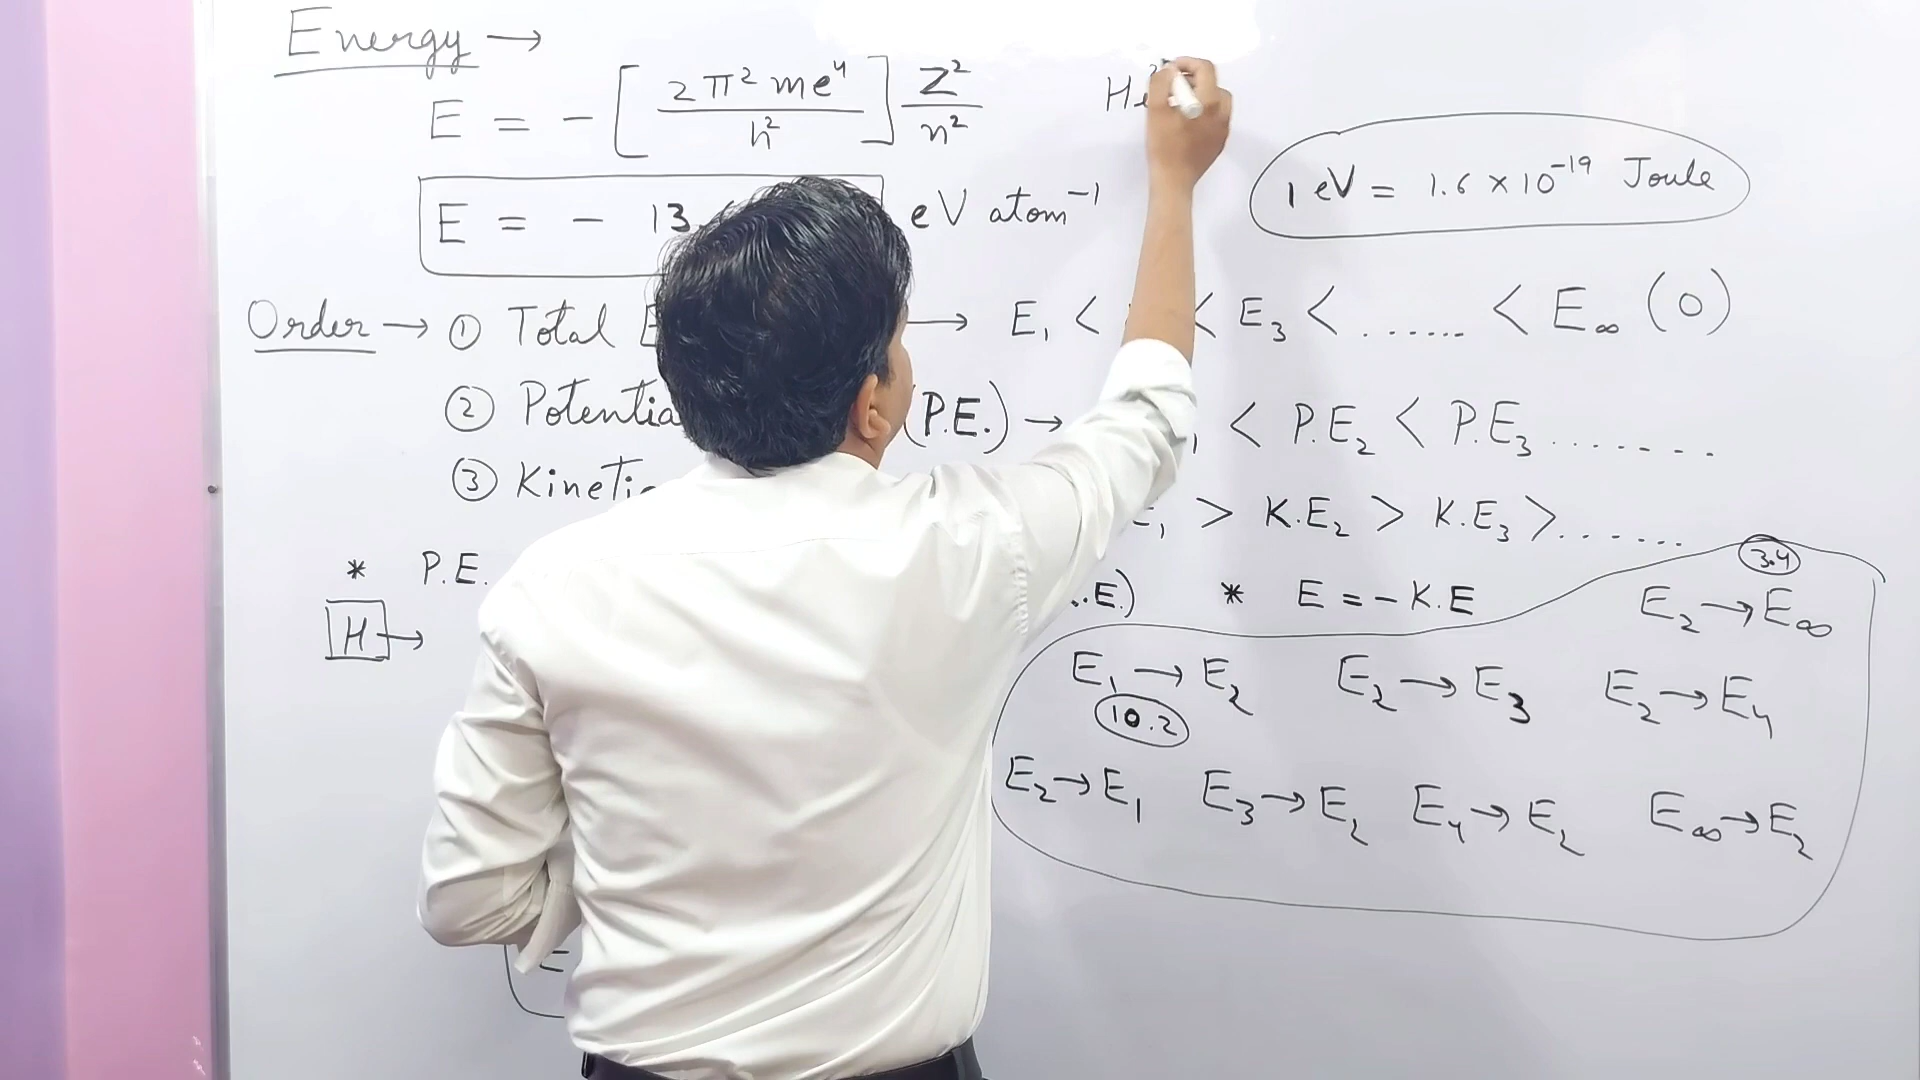 Energy →
E = - [ 2π² me⁴ / h² ] Z² / n²
He
1 eV = 1.6 × 10⁻¹⁹ Joule
E = - 13. eV atom⁻¹
Order → ① Total → E₁ < < E₃ < ...... < E∞ (0)
② Potential (P.E.) → < P.E₂ < P.E₃ ........
③ Kinetic > K.E₂ > K.E₃ > ......
* P.E. .E.) * E = - K.E
3.4
E₂ → E∞
H →
E₁ → E₂ E₂ → E₃ E₂ → E₄
10.2
E₂ → E₁ E₃ → E₂ E₄ → E₂ E∞ → E₂
E